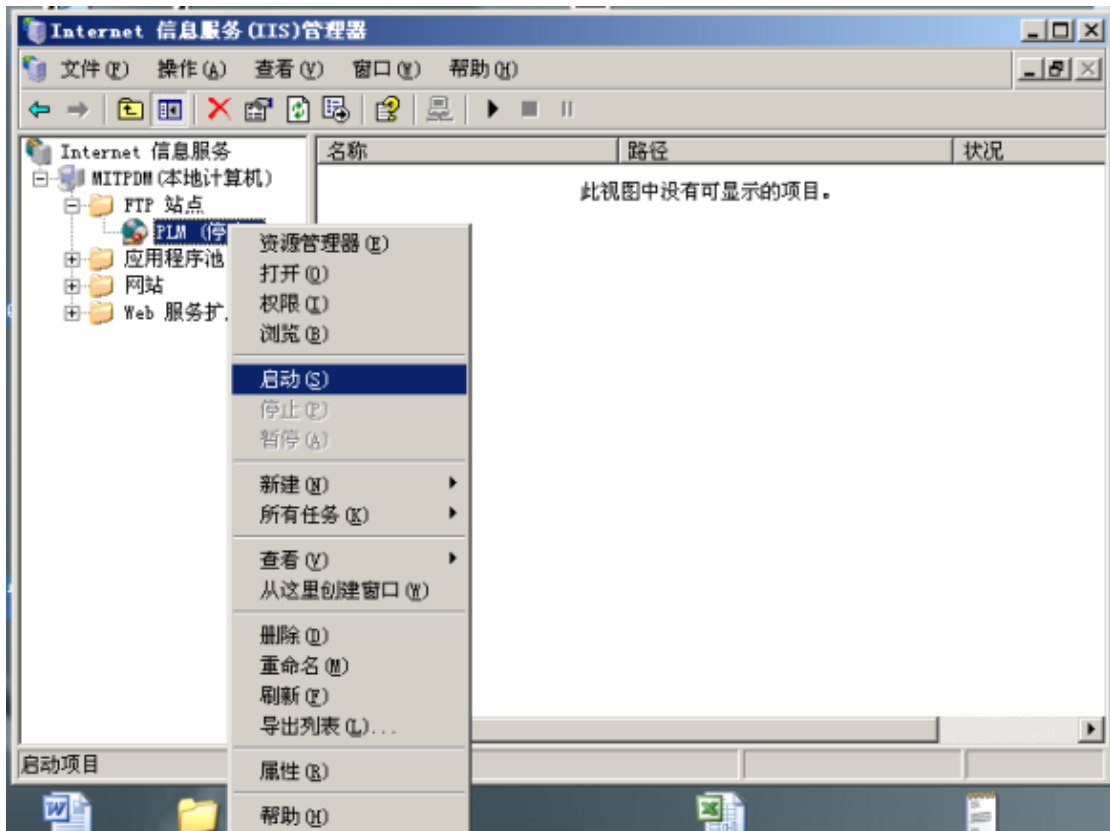 Internet 信息服务(IIS)管理器
文件(F) 操作(A) 查看(V) 窗口(W) 帮助(H)
Internet 信息服务
MITPDM(本地计算机)
FTP 站点
PLM (停
应用程序池
网站
Web 服务扩.
名称 路径 状况
此视图中没有可显示的项目。
资源管理器(E)
打开(O)
权限(I)
浏览(B)
启动(S)
停止(P)
暂停(A)
新建(N)
所有任务(K)
查看(V)
从这里创建窗口(W)
删除(D)
重命名(M)
刷新(F)
导出列表(L)...
属性(R)
帮助(H)
启动项目